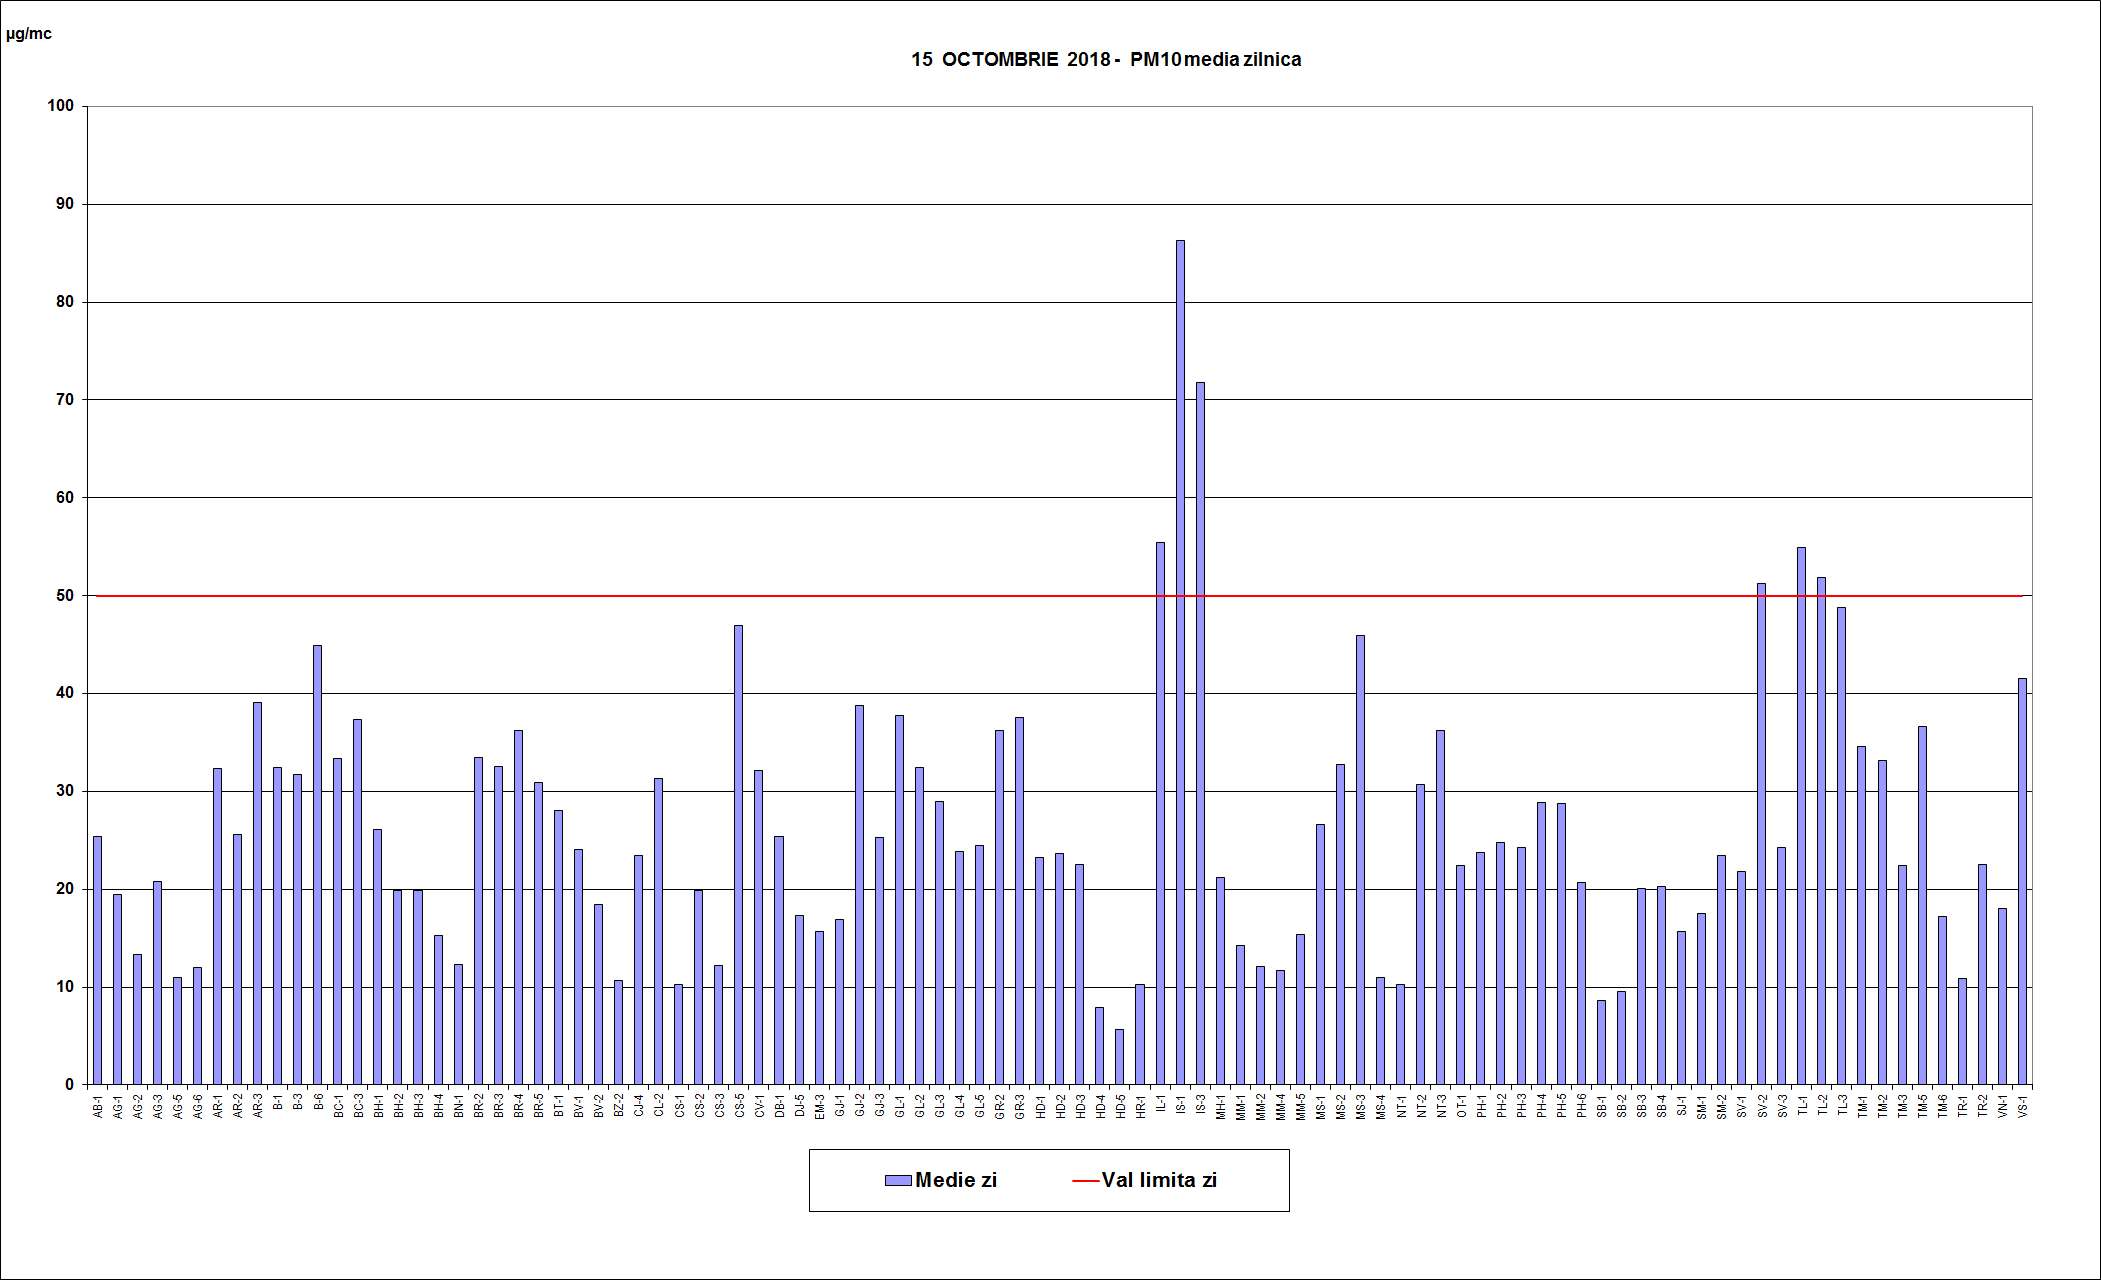 µg/mc
15 OCTOMBRIE 2018 - PM10 media zilnica
100
90
80
70
60
50
40
30
20
10
0
AB-1 AG-1 AG-2 AG-3 AG-5 AG-6 AR-1 AR-2 AR-3 B-1 B-3 B-6 BC-1 BC-3 BH-1 BH-2 BH-3 BH-4 BN-1 BR-2 BR-3 BR-4 BR-5 BT-1 BV-1 BV-2 BZ-2 CJ-4 CL-2 CS-1 CS-2 CS-3 CS-5 CV-1 DB-1 DJ-5 EM-3 GJ-1 GJ-2 GJ-3 GL-1 GL-2 GL-3 GL-4 GL-5 GR-2 GR-3 HD-1 HD-2 HD-3 HD-4 HD-5 HR-1 IL-1 IS-1 IS-3 MH-1 MM-1 MM-2 MM-4 MM-5 MS-1 MS-2 MS-3 MS-4 NT-1 NT-2 NT-3 OT-1 PH-1 PH-2 PH-3 PH-4 PH-5 PH-6 SB-1 SB-2 SB-3 SB-4 SJ-1 SM-1 SM-2 SV-1 SV-2 SV-3 TL-1 TL-2 TL-3 TM-1 TM-2 TM-3 TM-5 TM-6 TR-1 TR-2 VN-1 VS-1
Medie zi Val limita zi